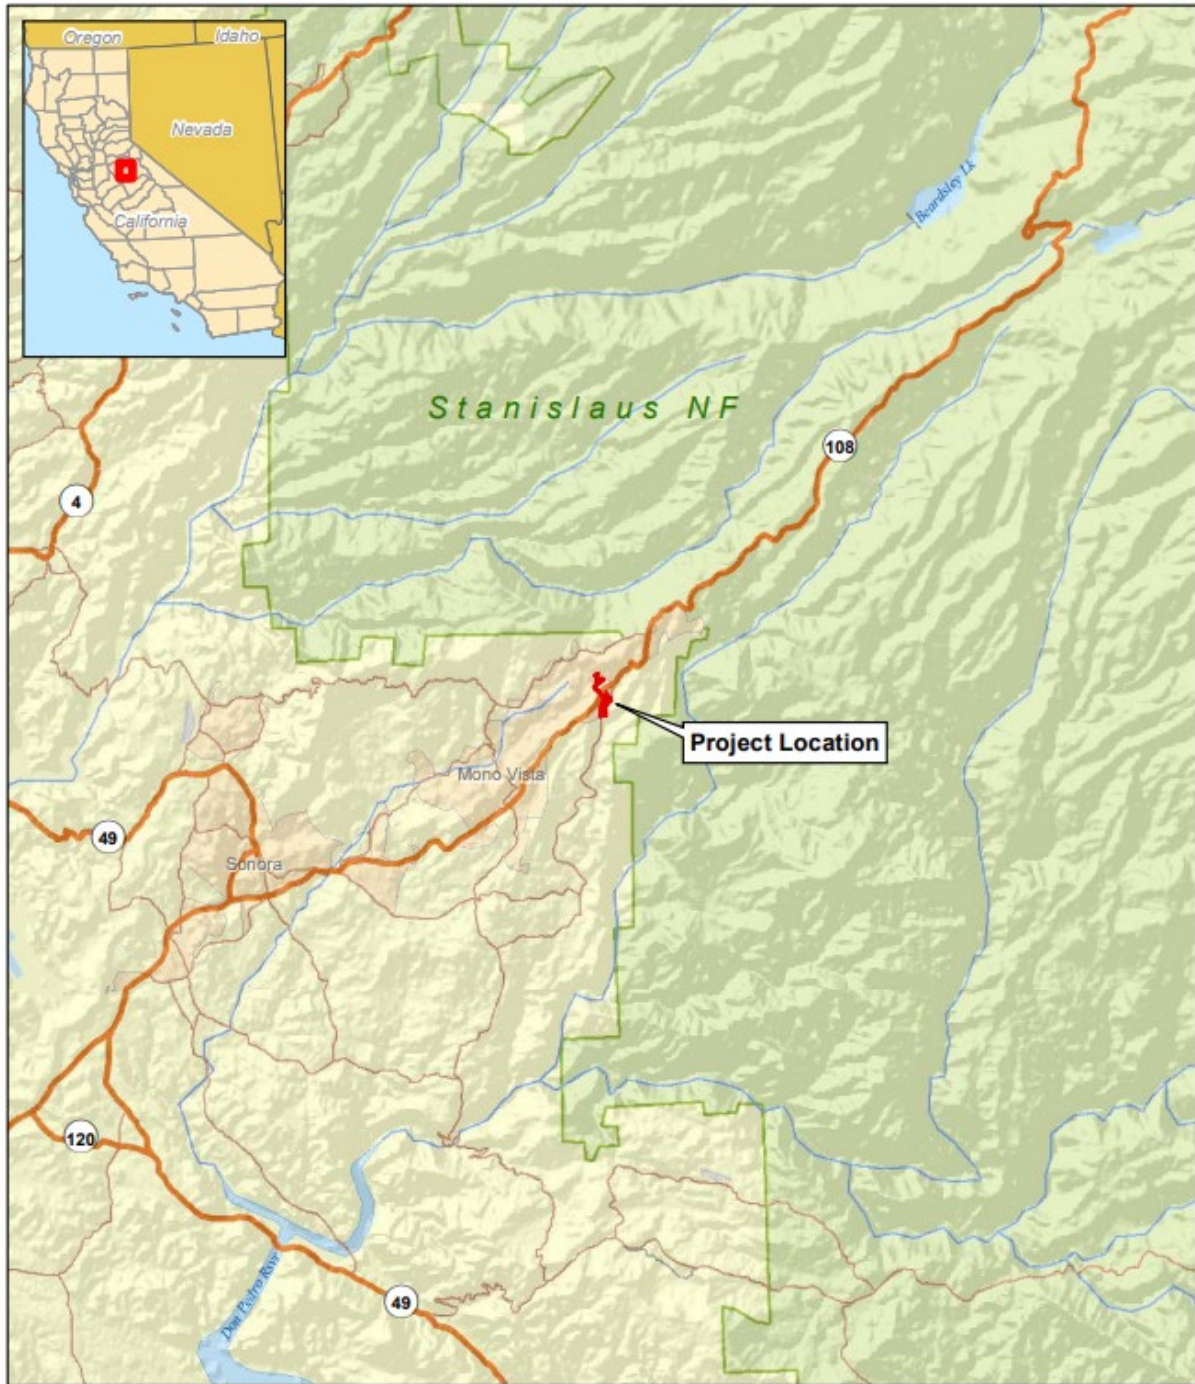 Oregon
Idaho
Nevada
California
Beardsley Lk
Stanislaus NF
108
4
Project Location
Mono Vista
49
Sonora
120
Don Pedro Rsvr
49